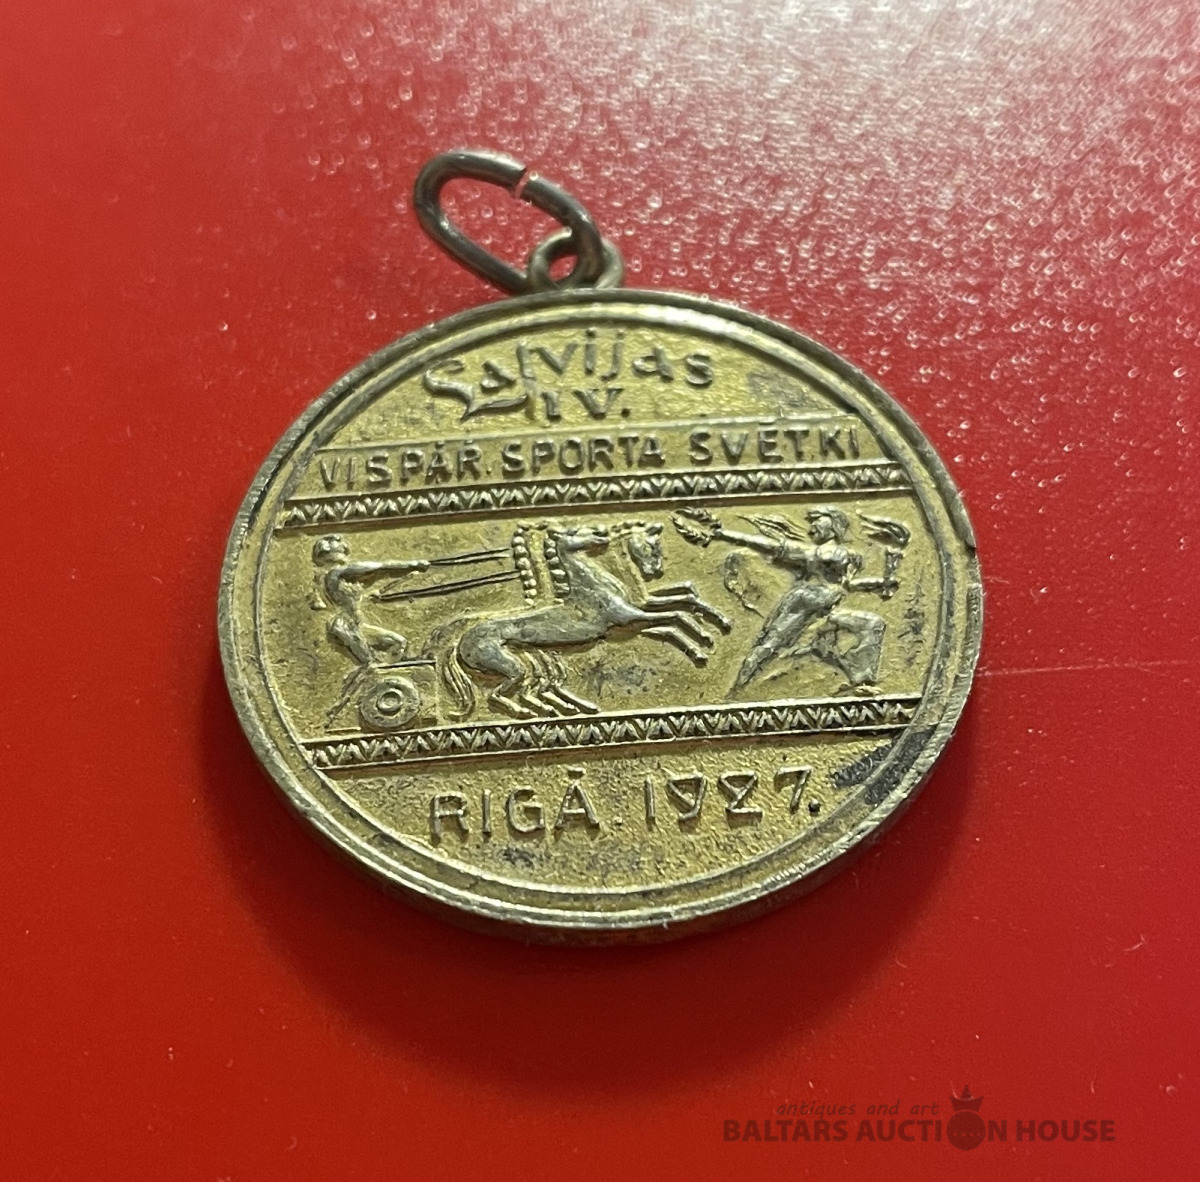 Latvijas
IV.
VISPĀR. SPORTA SVĒTKI
RIGĀ. 1927.
antiques and art
BALTARS AUCTION HOUSE